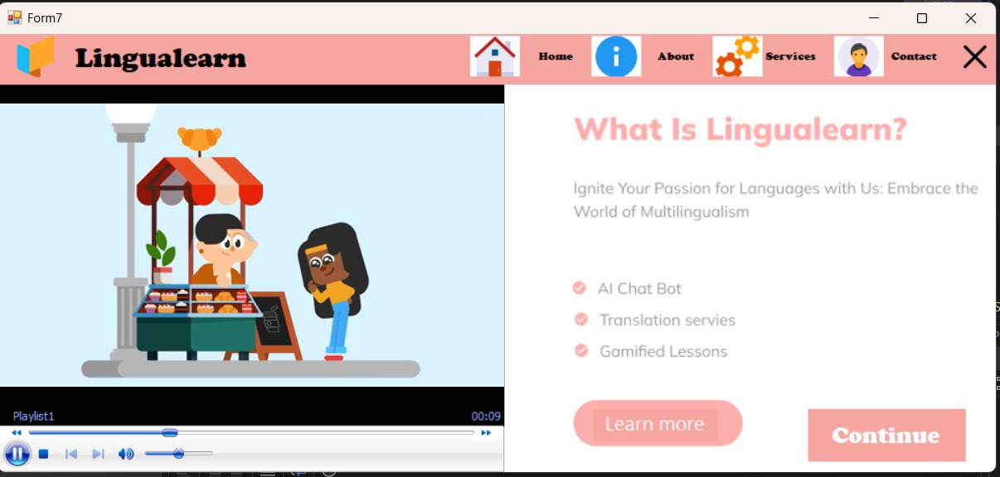 Form7
Lingualearn
Home
About
Services
Contact
What Is Lingualearn?
Ignite Your Passion for Languages with Us: Embrace the
World of Multilingualism
AI Chat Bot
Translation servies
Gamified Lessons
Learn more
Continue
Playlist1
00:09